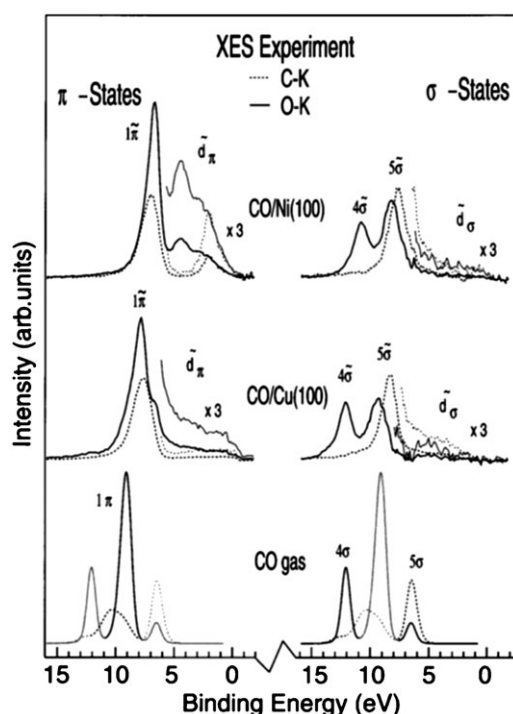 XES Experiment
C-K
O-K
π -States
σ -States
1π̃
d̃π
x 3
CO/Ni(100)
4σ̃
5σ̃
d̃σ
x 3
1π̃
d̃π
x 3
CO/Cu(100)
4σ̃
5σ̃
d̃σ
x 3
1 π
CO gas
4σ
5σ
Intensity (arb.units)
15 10 5 0 15 10 5 0
Binding Energy (eV)